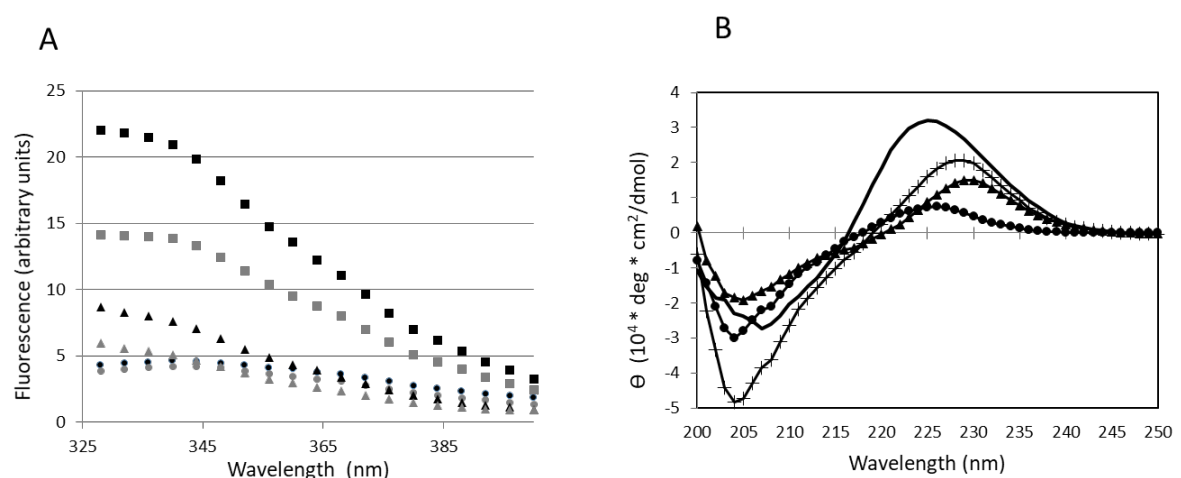 A
Fluorescence (arbitrary units)
25
20
15
10
5
0
325
345
365
385
Wavelength (nm)
B
Θ (10⁴ * deg * cm²/dmol)
4
3
2
1
0
-1
-2
-3
-4
-5
200 205 210 215 220 225 230 235 240 245 250
Wavelength (nm)